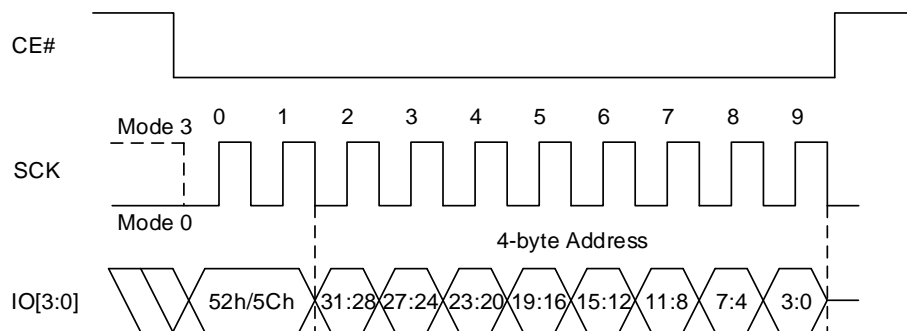 CE#
0 1 2 3 4 5 6 7 8 9
Mode 3
SCK
Mode 0
4-byte Address
IO[3:0] 52h/5Ch 31:28 27:24 23:20 19:16 15:12 11:8 7:4 3:0